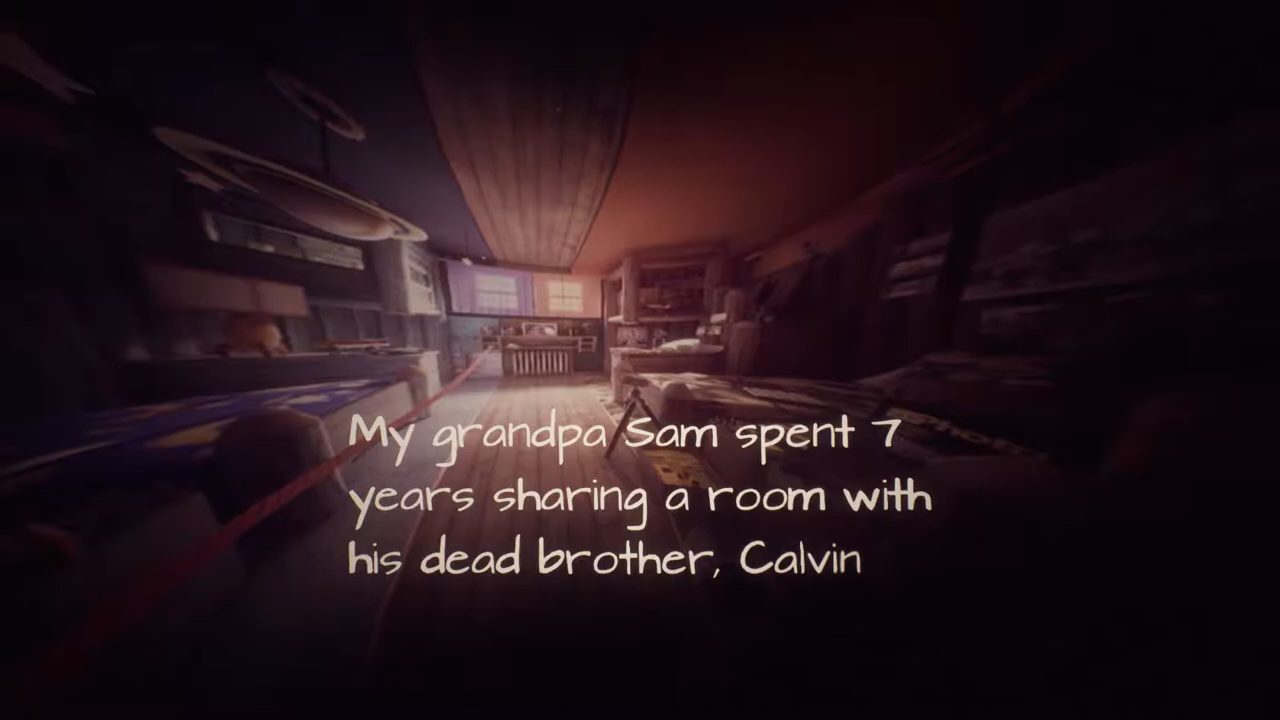 My grandpa Sam spent 7
years sharing a room with
his dead brother, Calvin